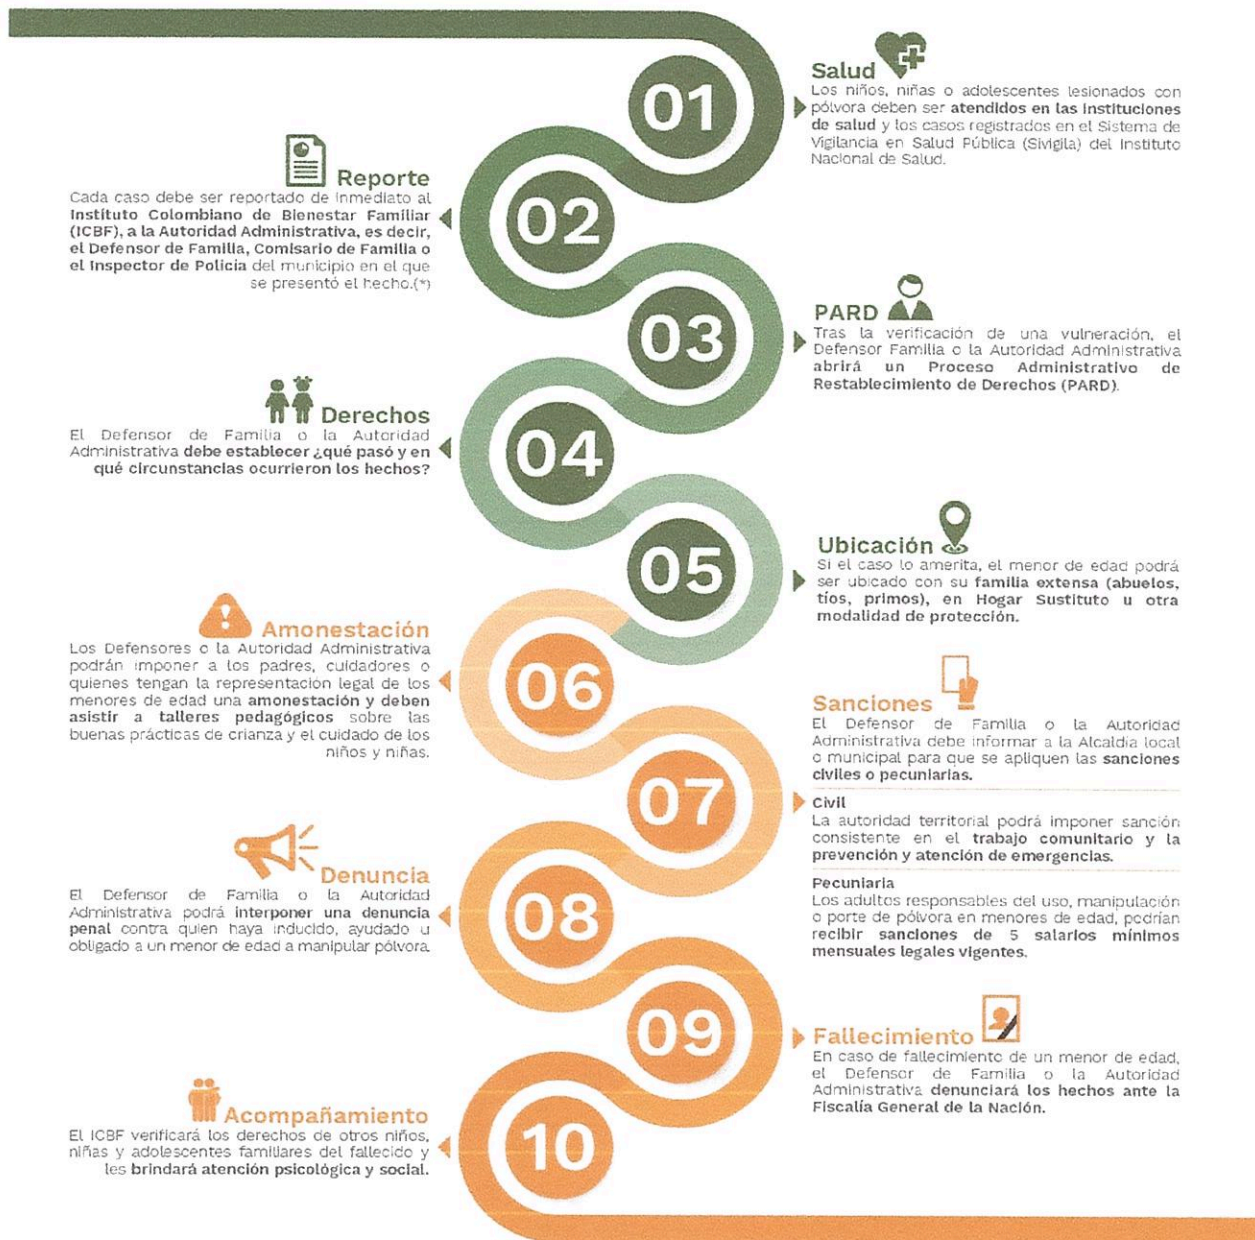 01
Salud
Los niños, niñas o adolescentes lesionados con
pólvora deben ser atendidos en las instituciones
de salud y los casos registrados en el Sistema de
Vigilancia en Salud Pública (Sivigila) del Instituto
Nacional de Salud.
02
Reporte
Cada caso debe ser reportado de inmediato al
Instituto Colombiano de Bienestar Familiar
(ICBF), a la Autoridad Administrativa, es decir,
el Defensor de Familia, Comisario de Familia o
el Inspector de Policía del municipio en el que
se presentó el hecho.(*)
03
PARD
Tras la verificación de una vulneración, el
Defensor Familia o la Autoridad Administrativa
abrirá un Proceso Administrativo de
Restablecimiento de Derechos (PARD).
04
Derechos
El Defensor de Familia o la Autoridad
Administrativa debe establecer ¿qué pasó y en
qué circunstancias ocurrieron los hechos?
05
Ubicación
Si el caso lo amerita, el menor de edad podrá
ser ubicado con su familia extensa (abuelos,
tíos, primos), en Hogar Sustituto u otra
modalidad de protección.
06
Amonestación
Los Defensores o la Autoridad Administrativa
podrán imponer a los padres, cuidadores o
quienes tengan la representación legal de los
menores de edad una amonestación y deben
asistir a talleres pedagógicos sobre las
buenas prácticas de crianza y el cuidado de los
niños y niñas.
07
Sanciones
El Defensor de Familia o la Autoridad
Administrativa debe informar a la Alcaldía local
o municipal para que se apliquen las sanciones
civiles o pecuniarias.
Civil
La autoridad territorial podrá imponer sanción
consistente en el trabajo comunitario y la
prevención y atención de emergencias.
Pecuniaria
Los adultos responsables del uso, manipulación
o porte de pólvora en menores de edad, podrían
recibir sanciones de 5 salarios mínimos
mensuales legales vigentes.
08
Denuncia
El Defensor de Familia o la Autoridad
Administrativa podrá interponer una denuncia
penal contra quien haya inducido, ayudado u
obligado a un menor de edad a manipular pólvora
09
Fallecimiento
En caso de fallecimiento de un menor de edad,
el Defensor de Familia o la Autoridad
Administrativa denunciará los hechos ante la
Fiscalía General de la Nación.
10
Acompañamiento
El ICBF verificará los derechos de otros niños,
niñas y adolescentes familiares del fallecido y
les brindará atención psicológica y social.